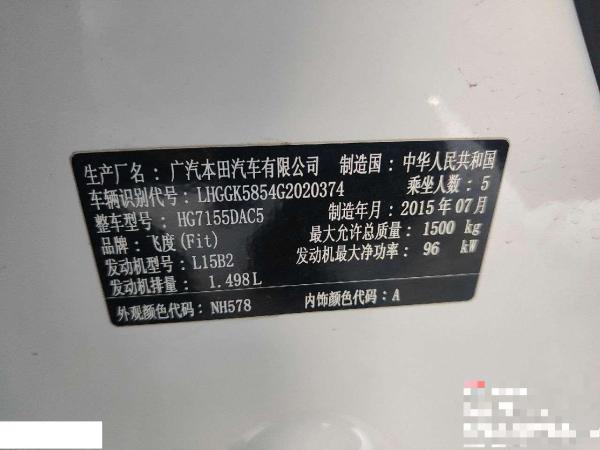 生产厂名：广汽本田汽车有限公司 制造国：中华人民共和国
车辆识别代号：LHGGK5854G2020374 乘坐人数：5
整车型号：HG7155DAC5 制造年月：2015年07月
品牌：飞度(Fit) 最大允许总质量：1500 kg
发动机型号：L15B2 发动机最大净功率：96 kW
发动机排量：1.498L
外观颜色代码：NH578 内饰颜色代码：A